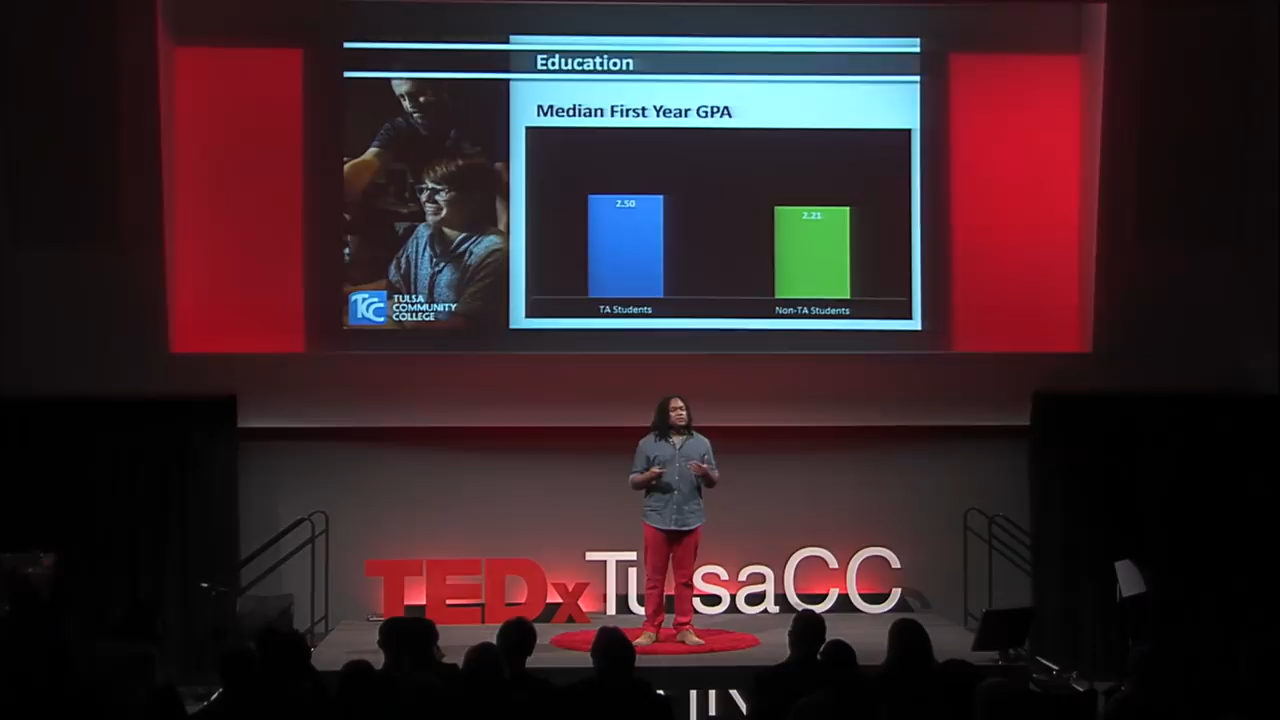 Education
Median First Year GPA
2.50
2.21
TA Students
Non-TA Students
TCC
TULSA
COMMUNITY
COLLEGE
TEDxTulsaCC